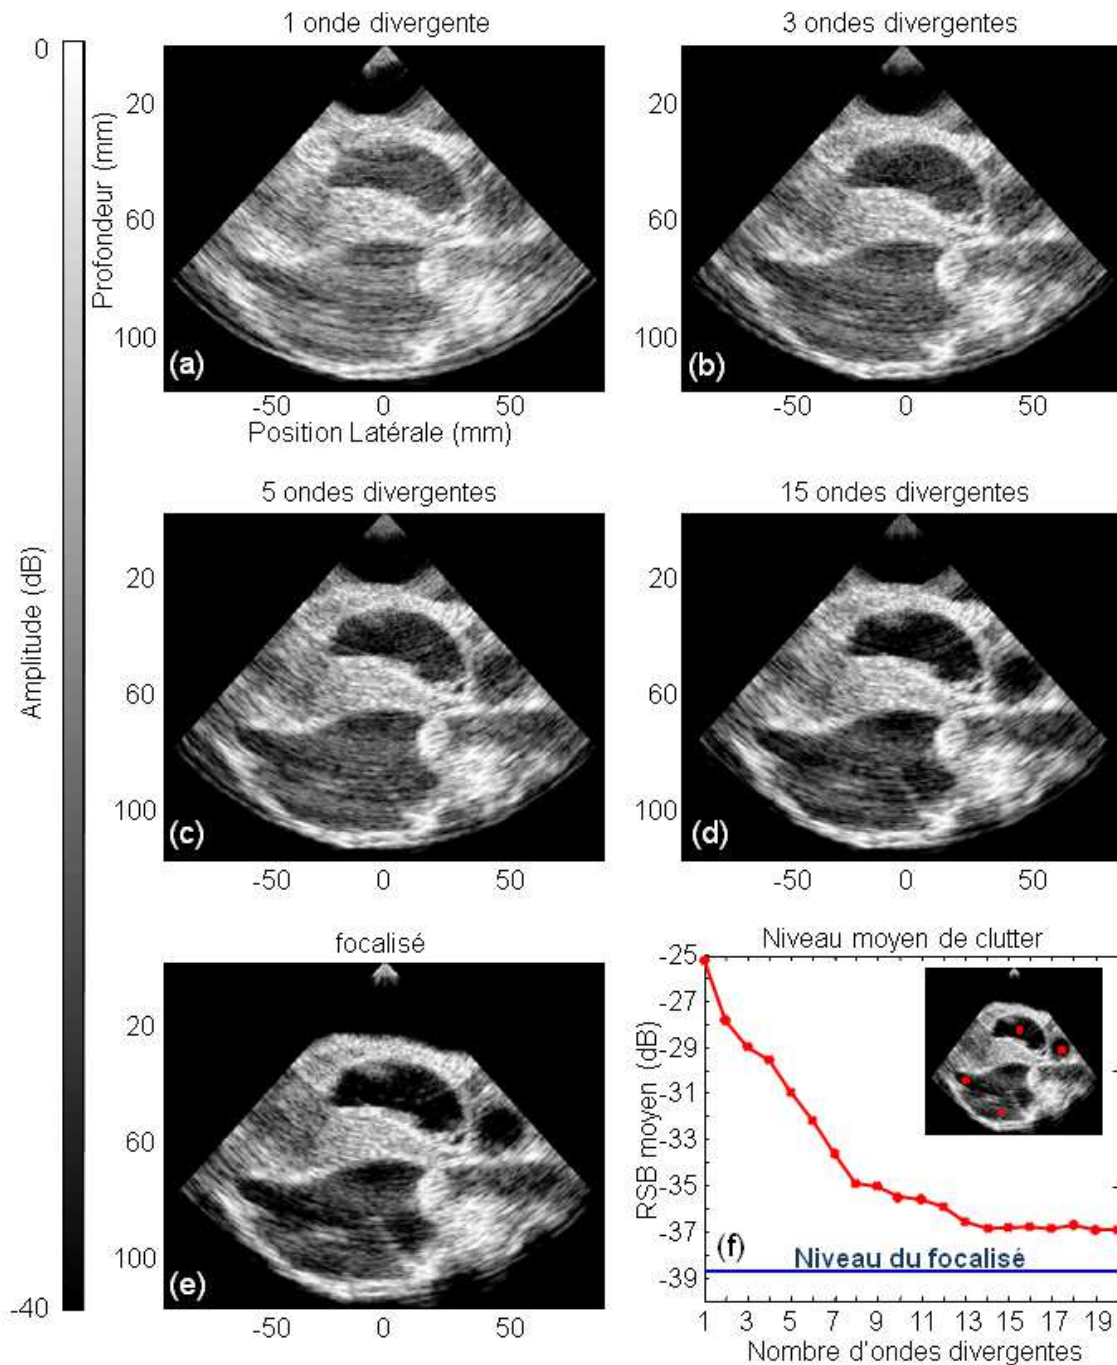 1 onde divergente
3 ondes divergentes
0
Amplitude (dB)
-40
Profondeur (mm)
20
60
100
(a)
-50 0 50
Position Latérale (mm)
20
60
100
(b)
-50 0 50
5 ondes divergentes
15 ondes divergentes
20
60
100
(c)
-50 0 50
20
60
100
(d)
-50 0 50
focalisé
20
60
100
(e)
-50 0 50
Niveau moyen de clutter
RSB moyen (dB)
-25
-27
-29
-31
-33
-35
-37
-39
(f)
Niveau du focalisé
1 3 5 7 9 11 13 15 17 19
Nombre d'ondes divergentes